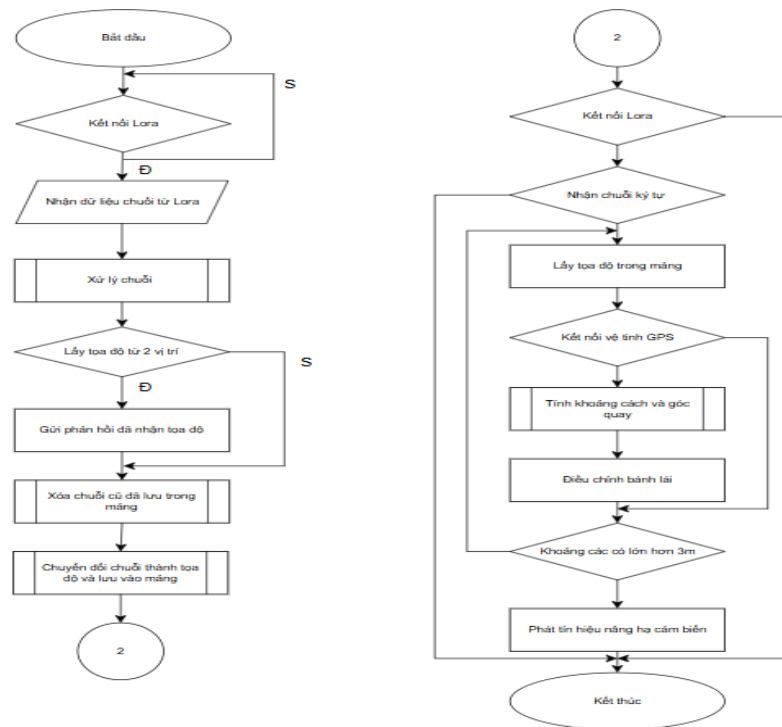 Bắt đầu
S
Kết nối Lora
Đ
Nhận dữ liệu chuỗi từ Lora
Xử lý chuỗi
Lấy tọa độ từ 2 vị trí
S
Đ
Gửi phản hồi đã nhận tọa độ
Xóa chuỗi cũ đã lưu trong
mảng
Chuyển đổi chuỗi thành tọa
độ và lưu vào mảng
2
2
Kết nối Lora
Nhận chuỗi ký tự
Lấy tọa độ trong mảng
Kết nối vệ tinh GPS
Tính khoảng cách và góc
quay
Điều chỉnh bánh lái
Khoảng các có lớn hơn 3m
Phát tín hiệu nâng hạ cảm biến
Kết thúc